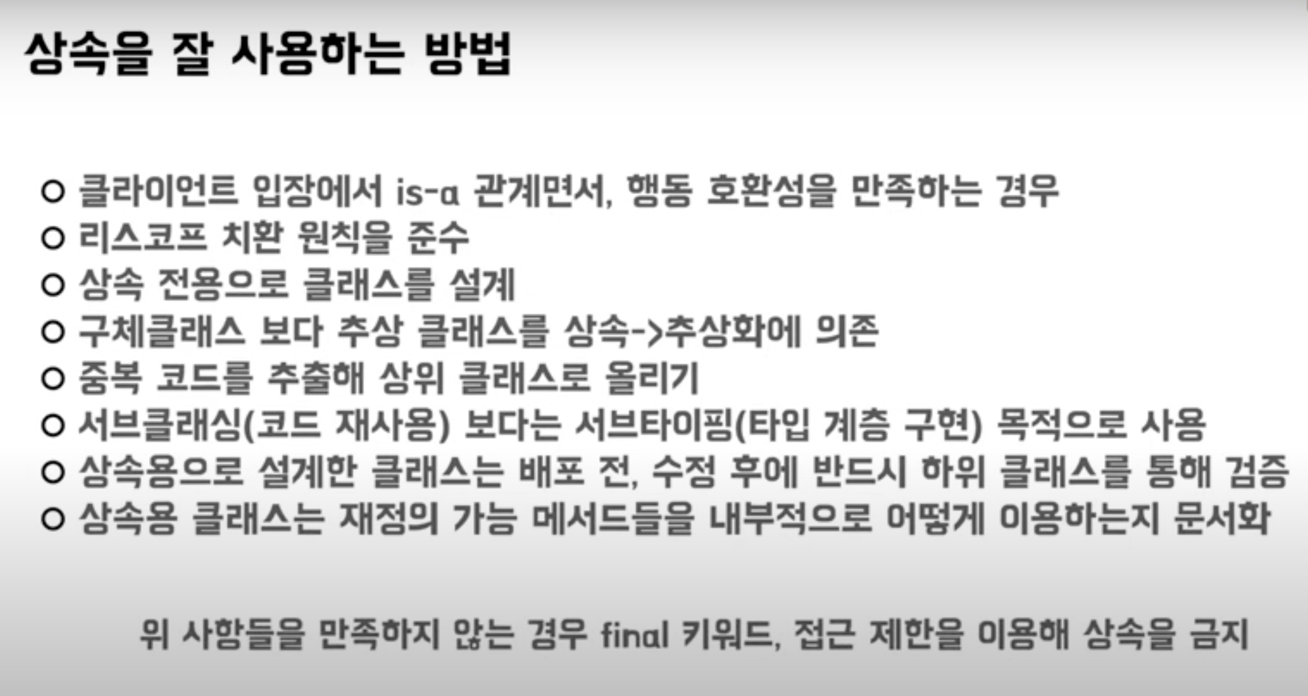 상속을 잘 사용하는 방법
클라이언트 입장에서 is-a 관계면서, 행동 호환성을 만족하는 경우
리스코프 치환 원칙을 준수
상속 전용으로 클래스를 설계
구체클래스 보다 추상 클래스를 상속->추상화에 의존
중복 코드를 추출해 상위 클래스로 올리기
서브클래싱(코드 재사용) 보다는 서브타이핑(타입 계층 구현) 목적으로 사용
상속용으로 설계한 클래스는 배포 전, 수정 후에 반드시 하위 클래스를 통해 검증
상속용 클래스는 재정의 가능 메서드들을 내부적으로 어떻게 이용하는지 문서화
위 사항들을 만족하지 않는 경우 final 키워드, 접근 제한을 이용해 상속을 금지